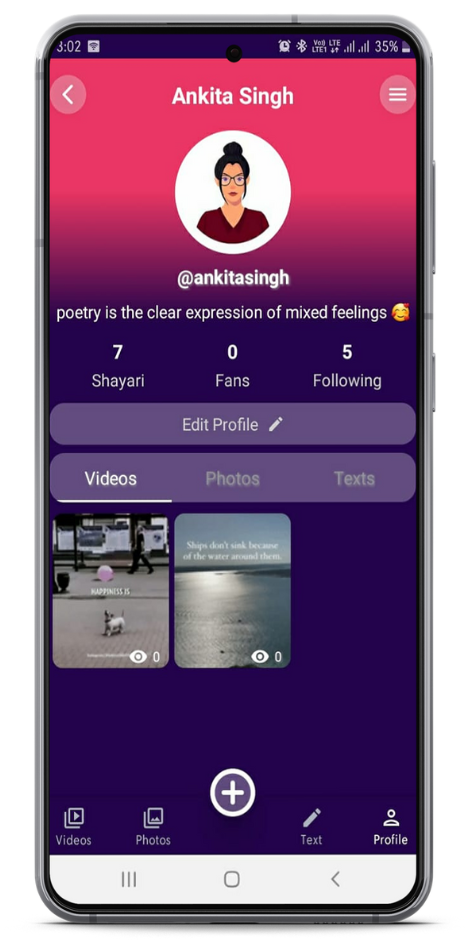 3:02
Voi) LTE
LTE1
35%
Ankita Singh
@ankitasingh
poetry is the clear expression of mixed feelings 🥰
7 0 5
Shayari Fans Following
Edit Profile
Videos Photos Texts
HAPPINESS IS
Ships don't sink because
of the water around them.
0 0
Videos Photos Text Profile